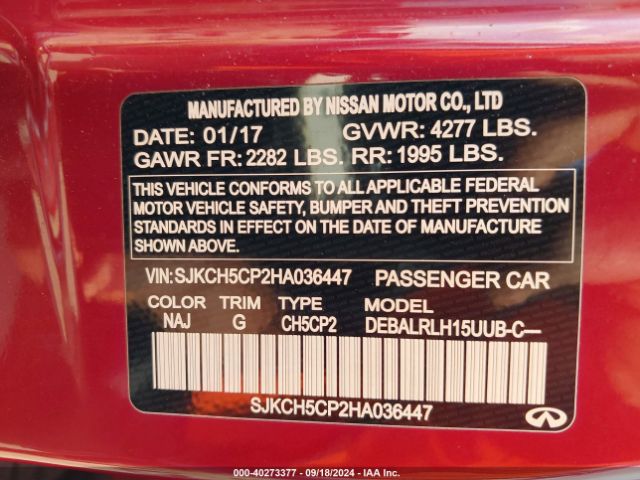 MANUFACTURED BY NISSAN MOTOR CO., LTD
DATE: 01/17 GVWR: 4277 LBS.
GAWR FR: 2282 LBS. RR: 1995 LBS.
THIS VEHICLE CONFORMS TO ALL APPLICABLE FEDERAL
MOTOR VEHICLE SAFETY, BUMPER AND THEFT PREVENTION
STANDARDS IN EFFECT ON THE DATE OF MANUFACTURE
SHOWN ABOVE.
VIN: SJKCH5CP2HA036447 PASSENGER CAR
COLOR TRIM TYPE MODEL
NAJ G CH5CP2 DEBALRLH15UUB-C—
SJKCH5CP2HA036447
INFINITI
000-40273377 - 09/18/2024 - IAA Inc.